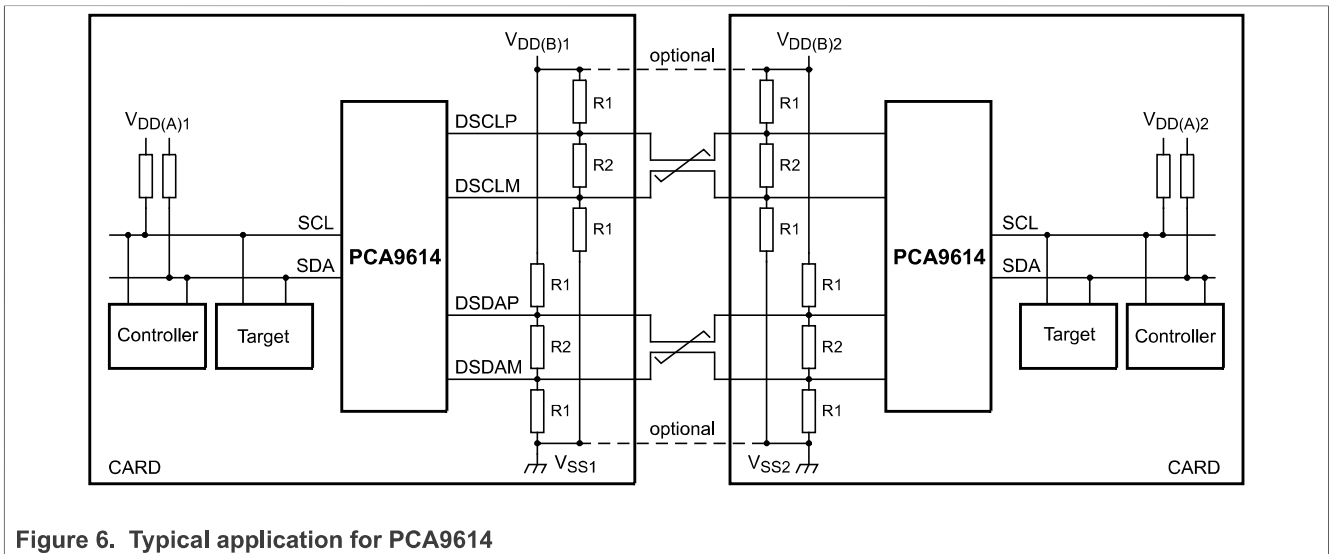 VDD(B)1
optional
VDD(B)2
R1
R1
VDD(A)1
DSCLP
VDD(A)2
R2
R2
DSCLM
SCL
R1
R1
SCL
PCA9614
PCA9614
SDA
SDA
R1
R1
DSDAP
Controller
Target
R2
R2
Target
Controller
DSDAM
R1
R1
optional
CARD
VSS1
VSS2
CARD
Figure 6. Typical application for PCA9614